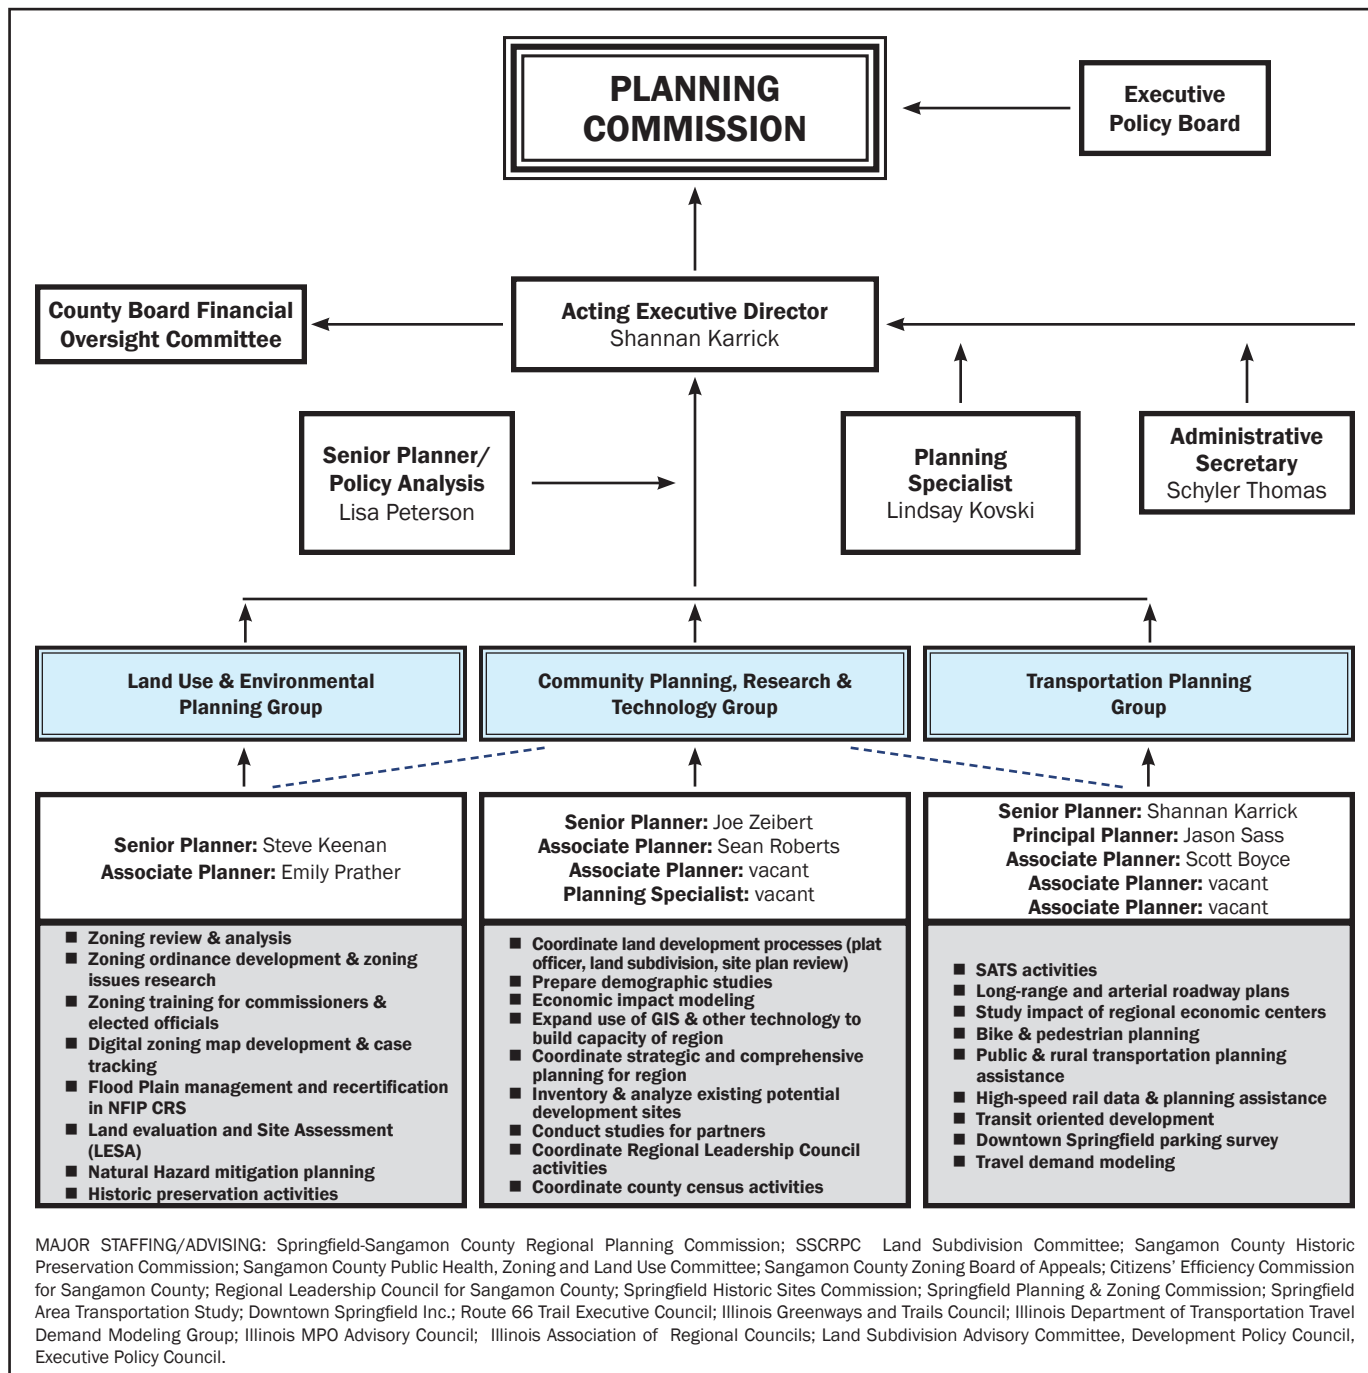 PLANNING
COMMISSION
Executive
Policy Board
County Board Financial
Oversight Committee
Acting Executive Director
Shannan Karrick
Senior Planner/
Policy Analysis
Lisa Peterson
Planning
Specialist
Lindsay Kovski
Administrative
Secretary
Schyler Thomas
Land Use & Environmental
Planning Group
Community Planning, Research &
Technology Group
Transportation Planning
Group
Senior Planner: Steve Keenan
Associate Planner: Emily Prather
Senior Planner: Joe Zeibert
Associate Planner: Sean Roberts
Associate Planner: vacant
Planning Specialist: vacant
Senior Planner: Shannan Karrick
Principal Planner: Jason Sass
Associate Planner: Scott Boyce
Associate Planner: vacant
Associate Planner: vacant
■ Zoning review & analysis
■ Zoning ordinance development & zoning
issues research
■ Zoning training for commissioners &
elected officials
■ Digital zoning map development & case
tracking
■ Flood Plain management and recertification
in NFIP CRS
■ Land evaluation and Site Assessment
(LESA)
■ Natural Hazard mitigation planning
■ Historic preservation activities
■ Coordinate land development processes (plat
officer, land subdivision, site plan review)
■ Prepare demographic studies
■ Economic impact modeling
■ Expand use of GIS & other technology to
build capacity of region
■ Coordinate strategic and comprehensive
planning for region
■ Inventory & analyze existing potential
development sites
■ Conduct studies for partners
■ Coordinate Regional Leadership Council
activities
■ Coordinate county census activities
■ SATS activities
■ Long-range and arterial roadway plans
■ Study impact of regional economic centers
■ Bike & pedestrian planning
■ Public & rural transportation planning
assistance
■ High-speed rail data & planning assistance
■ Transit oriented development
■ Downtown Springfield parking survey
■ Travel demand modeling
MAJOR STAFFING/ADVISING: Springfield-Sangamon County Regional Planning Commission; SSCRPC Land Subdivision Committee; Sangamon County Historic
Preservation Commission; Sangamon County Public Health, Zoning and Land Use Committee; Sangamon County Zoning Board of Appeals; Citizens' Efficiency Commission
for Sangamon County; Regional Leadership Council for Sangamon County; Springfield Historic Sites Commission; Springfield Planning & Zoning Commission; Springfield
Area Transportation Study; Downtown Springfield Inc.; Route 66 Trail Executive Council; Illinois Greenways and Trails Council; Illinois Department of Transportation Travel
Demand Modeling Group; Illinois MPO Advisory Council; Illinois Association of Regional Councils; Land Subdivision Advisory Committee, Development Policy Council,
Executive Policy Council.